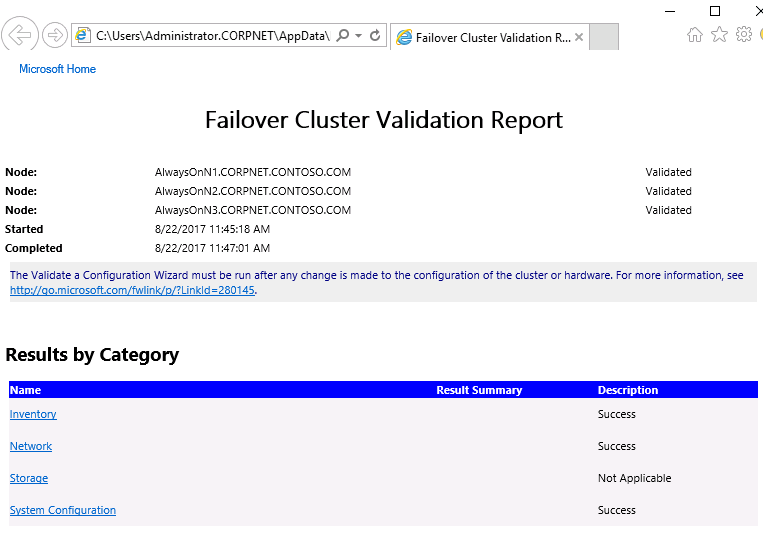 C:\Users\Administrator.CORPNET\AppData\
Failover Cluster Validation R...
Microsoft Home
Failover Cluster Validation Report
Node: AlwaysOnN1.CORPNET.CONTOSO.COM Validated
Node: AlwaysOnN2.CORPNET.CONTOSO.COM Validated
Node: AlwaysOnN3.CORPNET.CONTOSO.COM Validated
Started 8/22/2017 11:45:18 AM
Completed 8/22/2017 11:47:01 AM
The Validate a Configuration Wizard must be run after any change is made to the configuration of the cluster or hardware. For more information, see
http://go.microsoft.com/fwlink/p/?LinkId=280145.
Results by Category
Name Result Summary Description
Inventory Success
Network Success
Storage Not Applicable
System Configuration Success